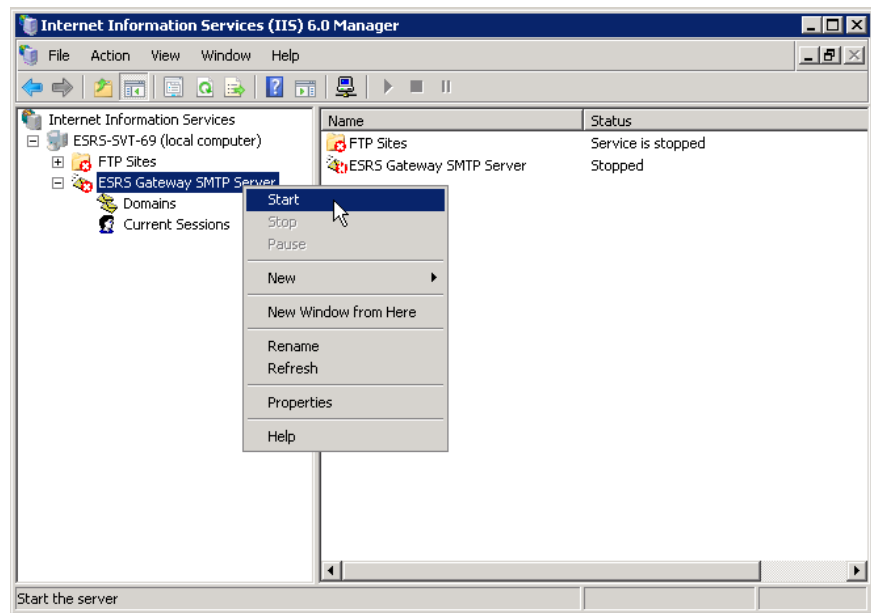 Internet Information Services (IIS) 6.0 Manager
File Action View Window Help
Internet Information Services
ESRS-SVT-69 (local computer)
FTP Sites
ESRS Gateway SMTP Server
Domains
Current Sessions
Name Status
FTP Sites Service is stopped
ESRS Gateway SMTP Server Stopped
Start
Stop
Pause
New
New Window from Here
Rename
Refresh
Properties
Help
Start the server